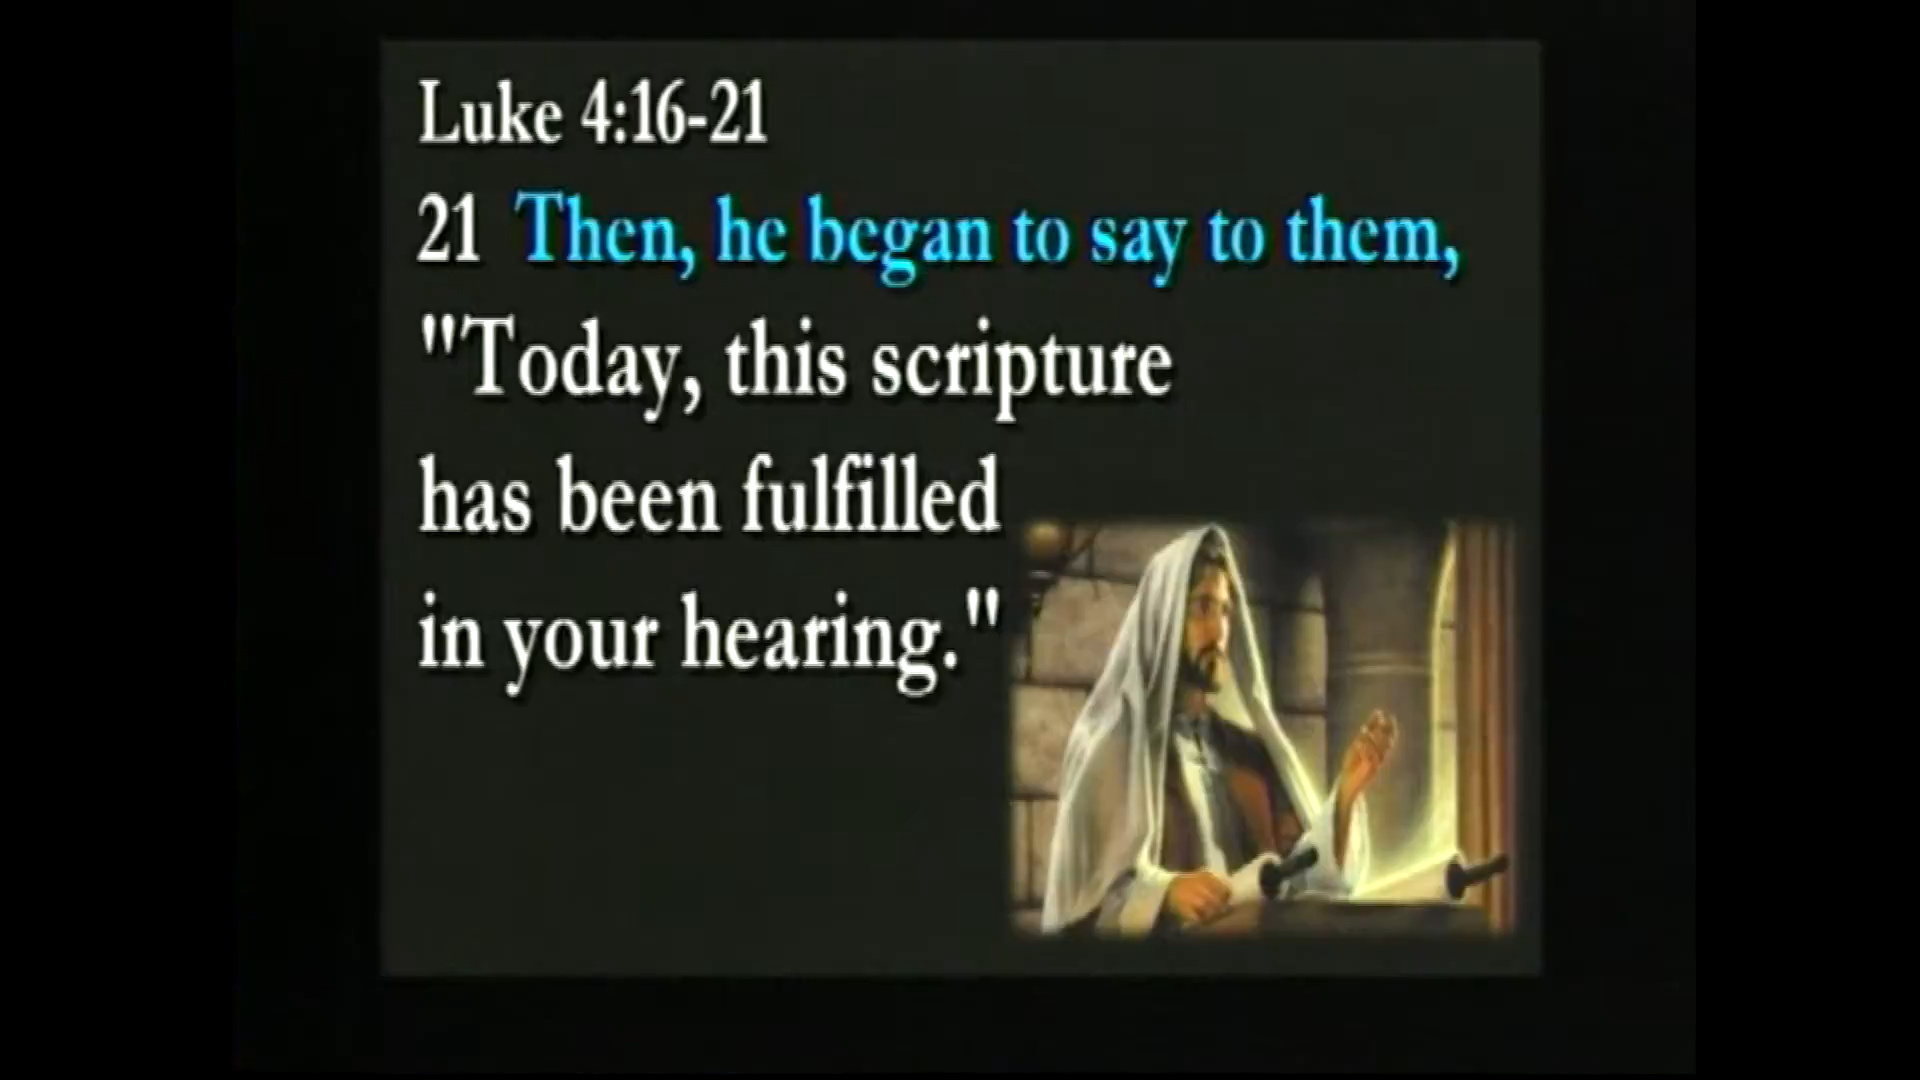 Luke 4:16-21
21 Then, he began to say to them,
"Today, this scripture
has been fulfilled
in your hearing."